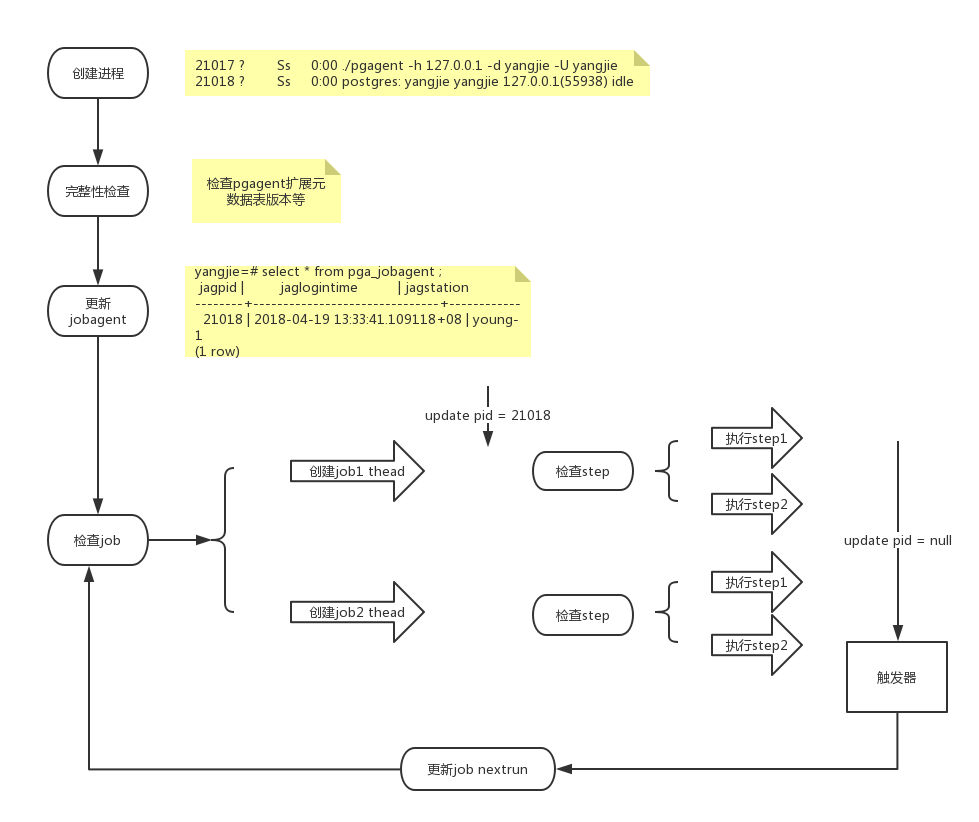 创建进程
21017 ?        Ss     0:00 ./pgagent -h 127.0.0.1 -d yangjie -U yangjie
21018 ?        Ss     0:00 postgres: yangjie yangjie 127.0.0.1(55938) idle
完整性检查
检查pgagent扩展元
数据表版本等
更新
jobagent
yangjie=# select * from pga_jobagent ;
jagpid |         jaglogintime          | jagstation
--------+-------------------------------+------------
21018 | 2018-04-19 13:33:41.109118+08 | young-
1
(1 row)
update pid = 21018
检查job
创建job1 thead
检查step
执行step1
执行step2
创建job2 thead
检查step
执行step1
执行step2
update pid = null
触发器
更新job nextrun